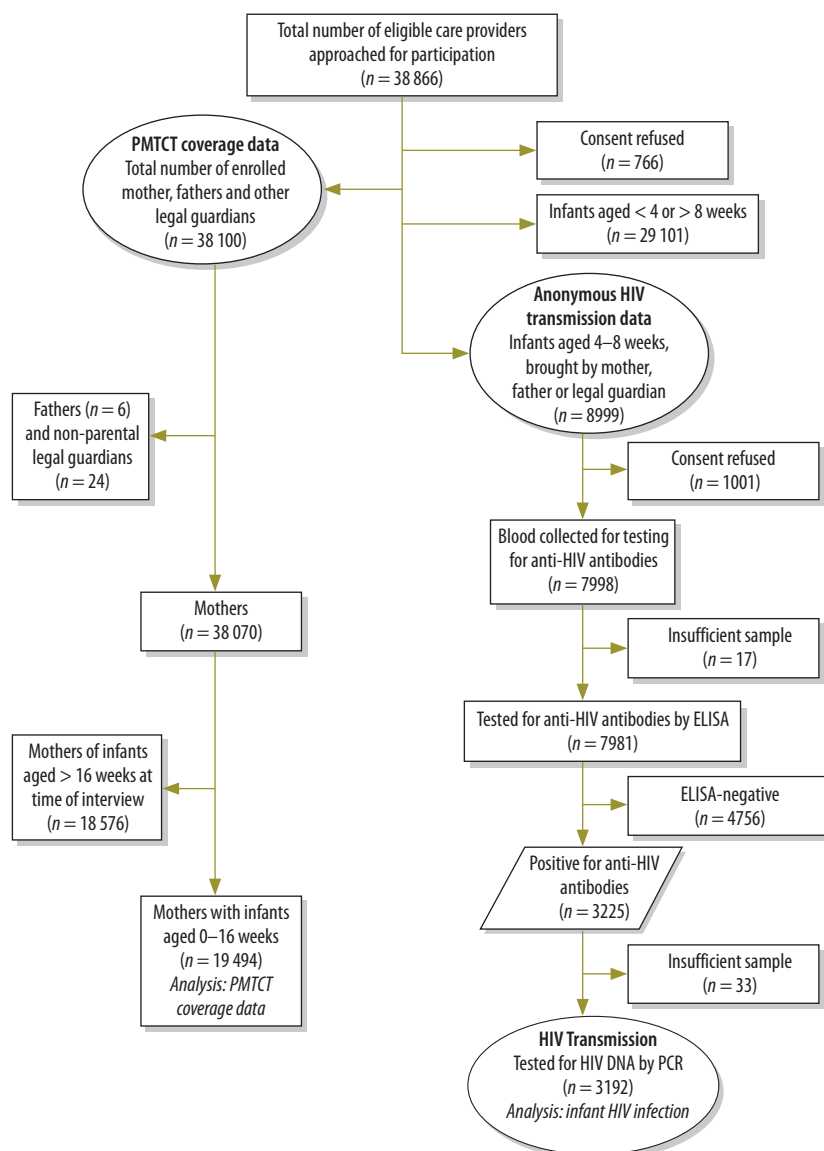 Total number of eligible care providers
approached for participation
(n = 38 866)
PMTCT coverage data
Total number of enrolled
mother, fathers and other
legal guardians
(n = 38 100)
Consent refused
(n = 766)
Infants aged < 4 or > 8 weeks
(n = 29 101)
Anonymous HIV
transmission data
Infants aged 4–8 weeks,
brought by mother,
father or legal guardian
(n = 8999)
Fathers (n = 6)
and non-parental
legal guardians
(n = 24)
Consent refused
(n = 1001)
Blood collected for testing
for anti-HIV antibodies
(n = 7998)
Mothers
(n = 38 070)
Insufficient sample
(n = 17)
Tested for anti-HIV antibodies by ELISA
(n = 7981)
Mothers of infants
aged > 16 weeks at
time of interview
(n = 18 576)
ELISA-negative
(n = 4756)
Positive for anti-HIV
antibodies
(n = 3225)
Mothers with infants
aged 0–16 weeks
(n = 19 494)
Analysis: PMTCT
coverage data
Insufficient sample
(n = 33)
HIV Transmission
Tested for HIV DNA by PCR
(n = 3192)
Analysis: infant HIV infection